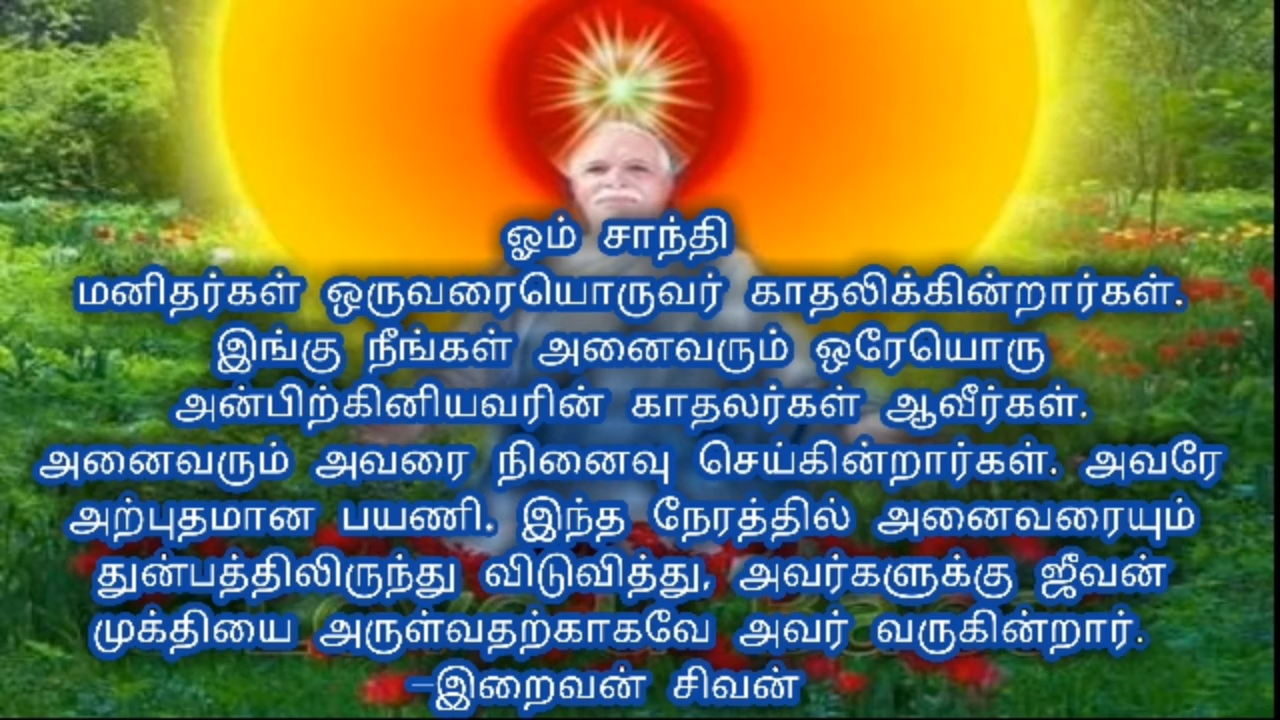 ஓம் சாந்தி
மனிதர்கள் ஒருவரையொருவர் காதலிக்கின்றார்கள்.
இங்கு நீங்கள் அனைவரும் ஒரேயொரு
அன்பிற்கினியவரின் காதலர்கள் ஆவீர்கள்.
அனைவரும் அவரை நினைவு செய்கின்றார்கள். அவரே
அற்புதமான பயணி. இந்த நேரத்தில் அனைவரையும்
துன்பத்திலிருந்து விடுவித்து, அவர்களுக்கு ஜீவன்
முக்தியை அருள்வதற்காகவே அவர் வருகின்றார்.
-இறைவன் சிவன்